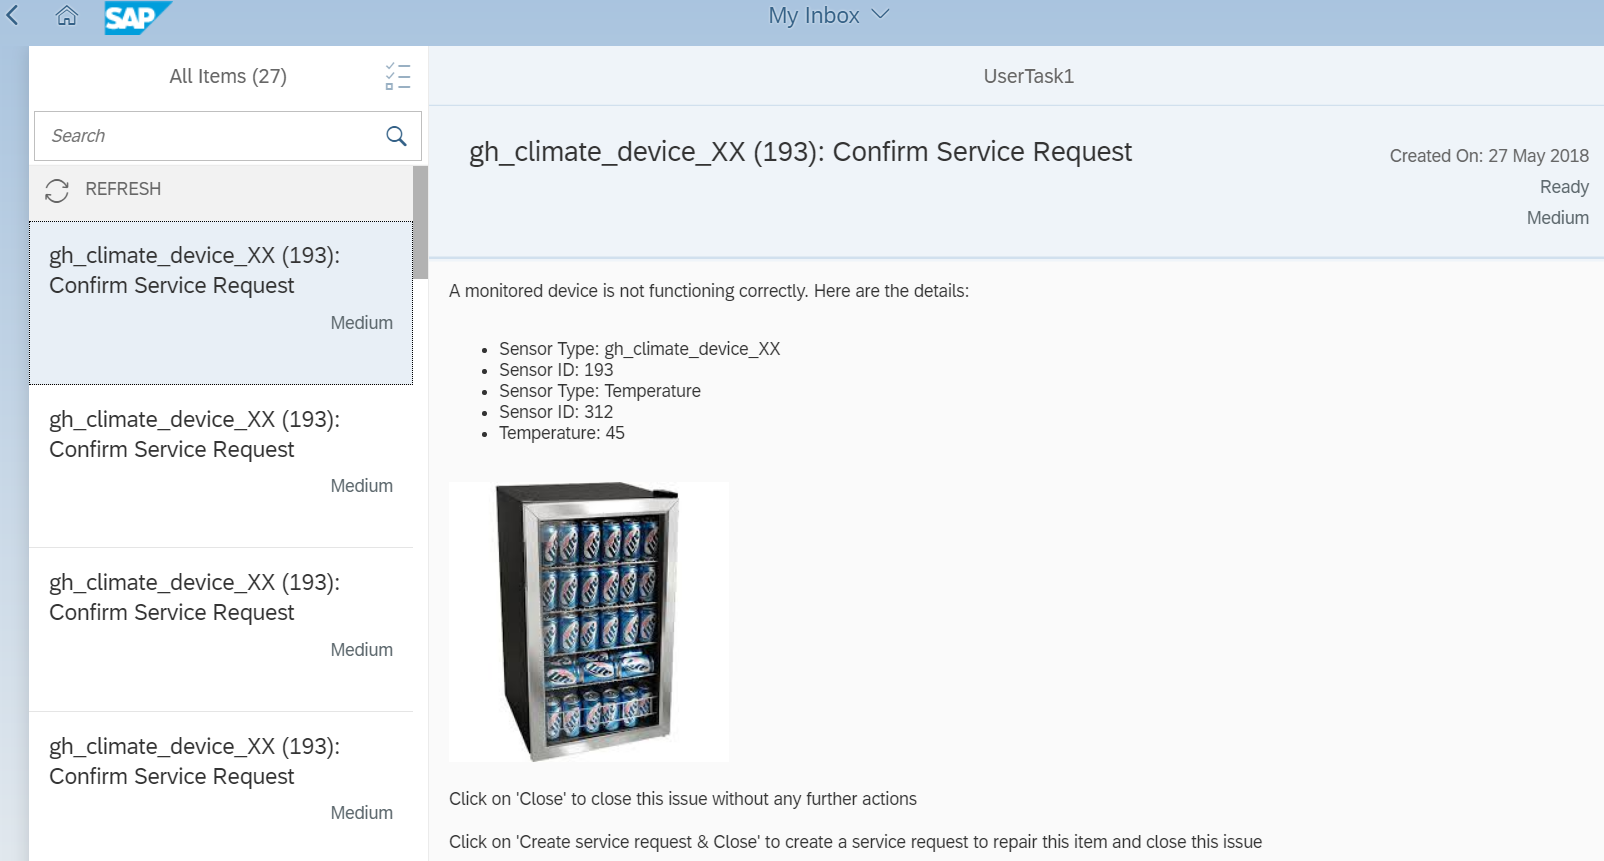 SAP
My Inbox
All Items (27)
Search
REFRESH
gh_climate_device_XX (193):
Confirm Service Request
Medium
gh_climate_device_XX (193):
Confirm Service Request
Medium
gh_climate_device_XX (193):
Confirm Service Request
Medium
gh_climate_device_XX (193):
Confirm Service Request
Medium
UserTask1
gh_climate_device_XX (193): Confirm Service Request
Created On: 27 May 2018
Ready
Medium
A monitored device is not functioning correctly. Here are the details:
• Sensor Type: gh_climate_device_XX
• Sensor ID: 193
• Sensor Type: Temperature
• Sensor ID: 312
• Temperature: 45
Lite
Click on 'Close' to close this issue without any further actions
Click on 'Create service request & Close' to create a service request to repair this item and close this issue